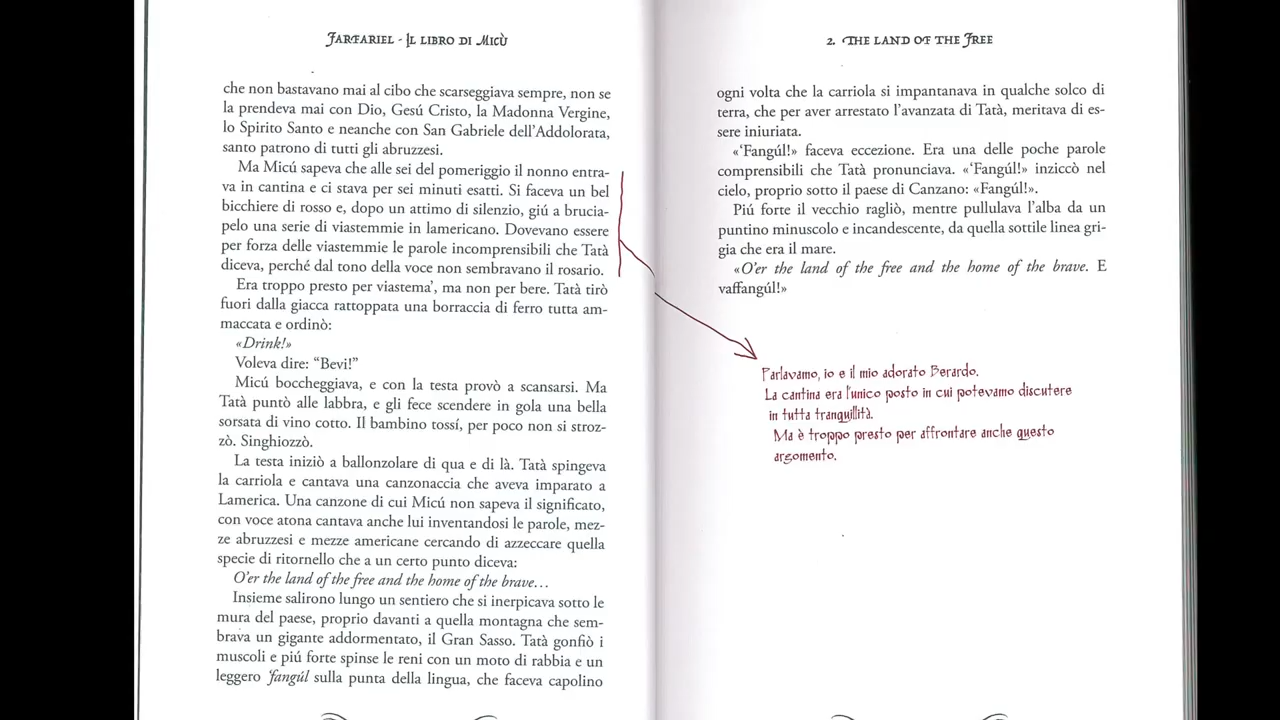 Farfariel - Il libro di Micù
che non bastavano mai al cibo che scarseggiava sempre, non se
la prendeva mai con Dio, Gesú Cristo, la Madonna Vergine,
lo Spirito Santo e neanche con San Gabriele dell'Addolorata,
santo patrono di tutti gli abruzzesi.
Ma Micú sapeva che alle sei del pomeriggio il nonno entra-
va in cantina e ci stava per sei minuti esatti. Si faceva un bel
bicchiere di rosso e, dopo un attimo di silenzio, giú a brucia-
pelo una serie di viastemmie in lamericano. Dovevano essere
per forza delle viastemmie le parole incomprensibili che Tatà
diceva, perché dal tono della voce non sembravano il rosario.
Era troppo presto per viastema', ma non per bere. Tatà tirò
fuori dalla giacca rattoppata una borraccia di ferro tutta am-
maccata e ordinò:
«Drink!»
Voleva dire: “Bevi!”
Micú boccheggiava, e con la testa provò a scansarsi. Ma
Tatà puntò alle labbra, e gli fece scendere in gola una bella
sorsata di vino cotto. Il bambino tossí, per poco non si stroz-
zò. Singhiozzò.
La testa iniziò a ballonzolare di qua e di là. Tatà spingeva
la carriola e cantava una canzonaccia che aveva imparato a
Lamerica. Una canzone di cui Micú non sapeva il significato,
con voce atona cantava anche lui inventandosi le parole, mez-
ze abruzzesi e mezze americane cercando di azzeccare quella
specie di ritornello che a un certo punto diceva:
O'er the land of the free and the home of the brave…
Insieme salirono lungo un sentiero che si inerpicava sotto le
mura del paese, proprio davanti a quella montagna che sem-
brava un gigante addormentato, il Gran Sasso. Tatà gonfiò i
muscoli e piú forte spinse le reni con un moto di rabbia e un
leggero 'fangúl sulla punta della lingua, che faceva capolino
2. The land of the Free
ogni volta che la carriola si impantanava in qualche solco di
terra, che per aver arrestato l'avanzata di Tatà, meritava di es-
sere iniuriata.
«'Fangúl!» faceva eccezione. Era una delle poche parole
comprensibili che Tatà pronunciava. «'Fangúl!» inziccò nel
cielo, proprio sotto il paese di Canzano: «Fangúl!».
Piú forte il vecchio ragliò, mentre pullulava l'alba da un
puntino minuscolo e incandescente, da quella sottile linea gri-
gia che era il mare.
«O'er the land of the free and the home of the brave. E
vaffangúl!»
Parlavamo, io e il mio adorato Berardo.
La cantina era l'unico posto in cui potevamo discutere
in tutta tranquillità.
Ma è troppo presto per affrontare anche questo
argomento.